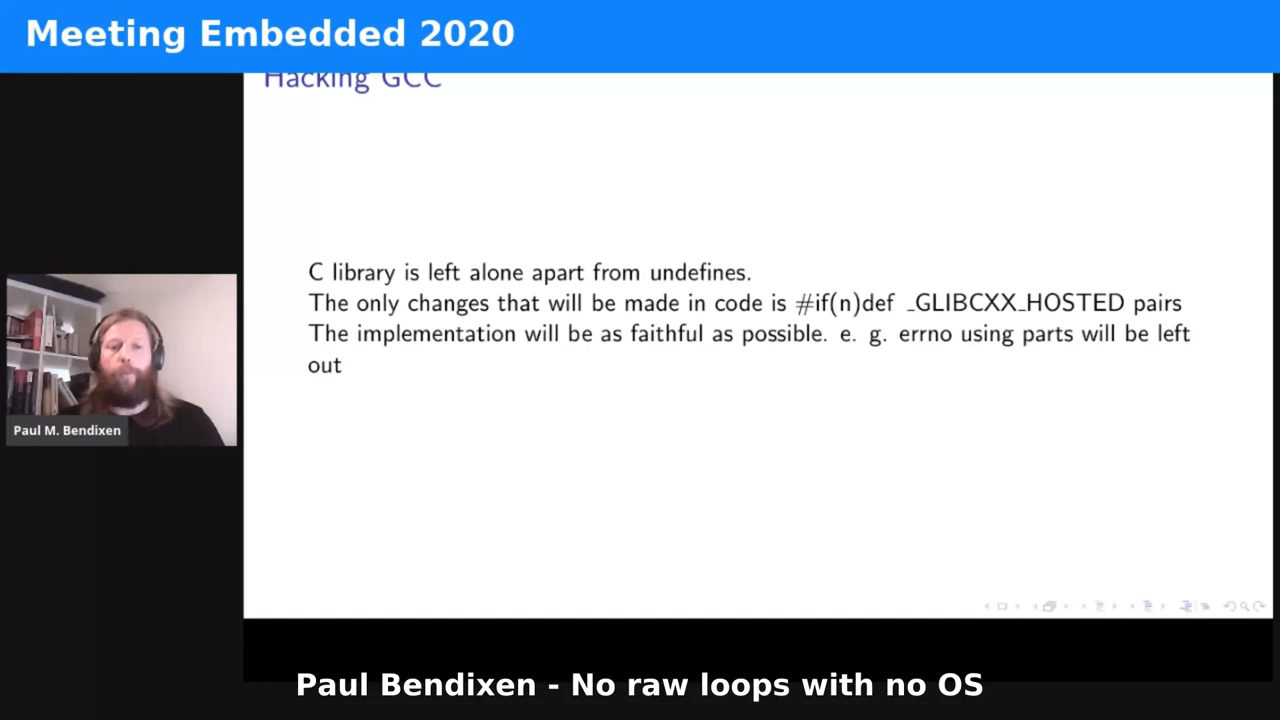 Meeting Embedded 2020
Hacking GCC
C library is left alone apart from undefines.
The only changes that will be made in code is #if(n)def _GLIBCXX_HOSTED pairs
The implementation will be as faithful as possible. e. g. errno using parts will be left
out
Paul M. Bendixen
Paul Bendixen - No raw loops with no OS